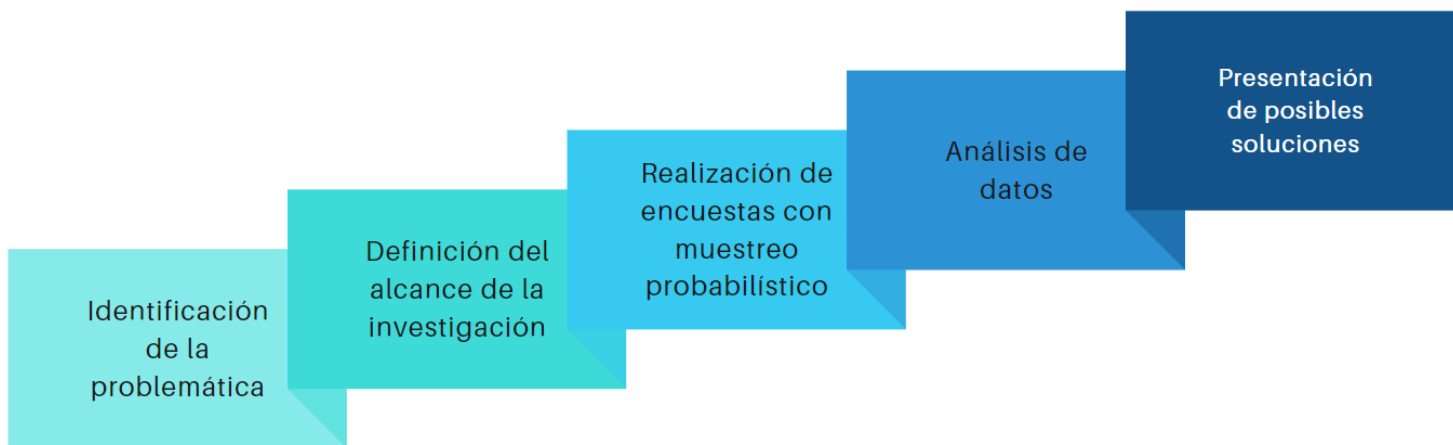 Identificación
de la
problemática
Definición del
alcance de la
investigación
Realización de
encuestas con
muestreo
probabilístico
Análisis de
datos
Presentación
de posibles
soluciones